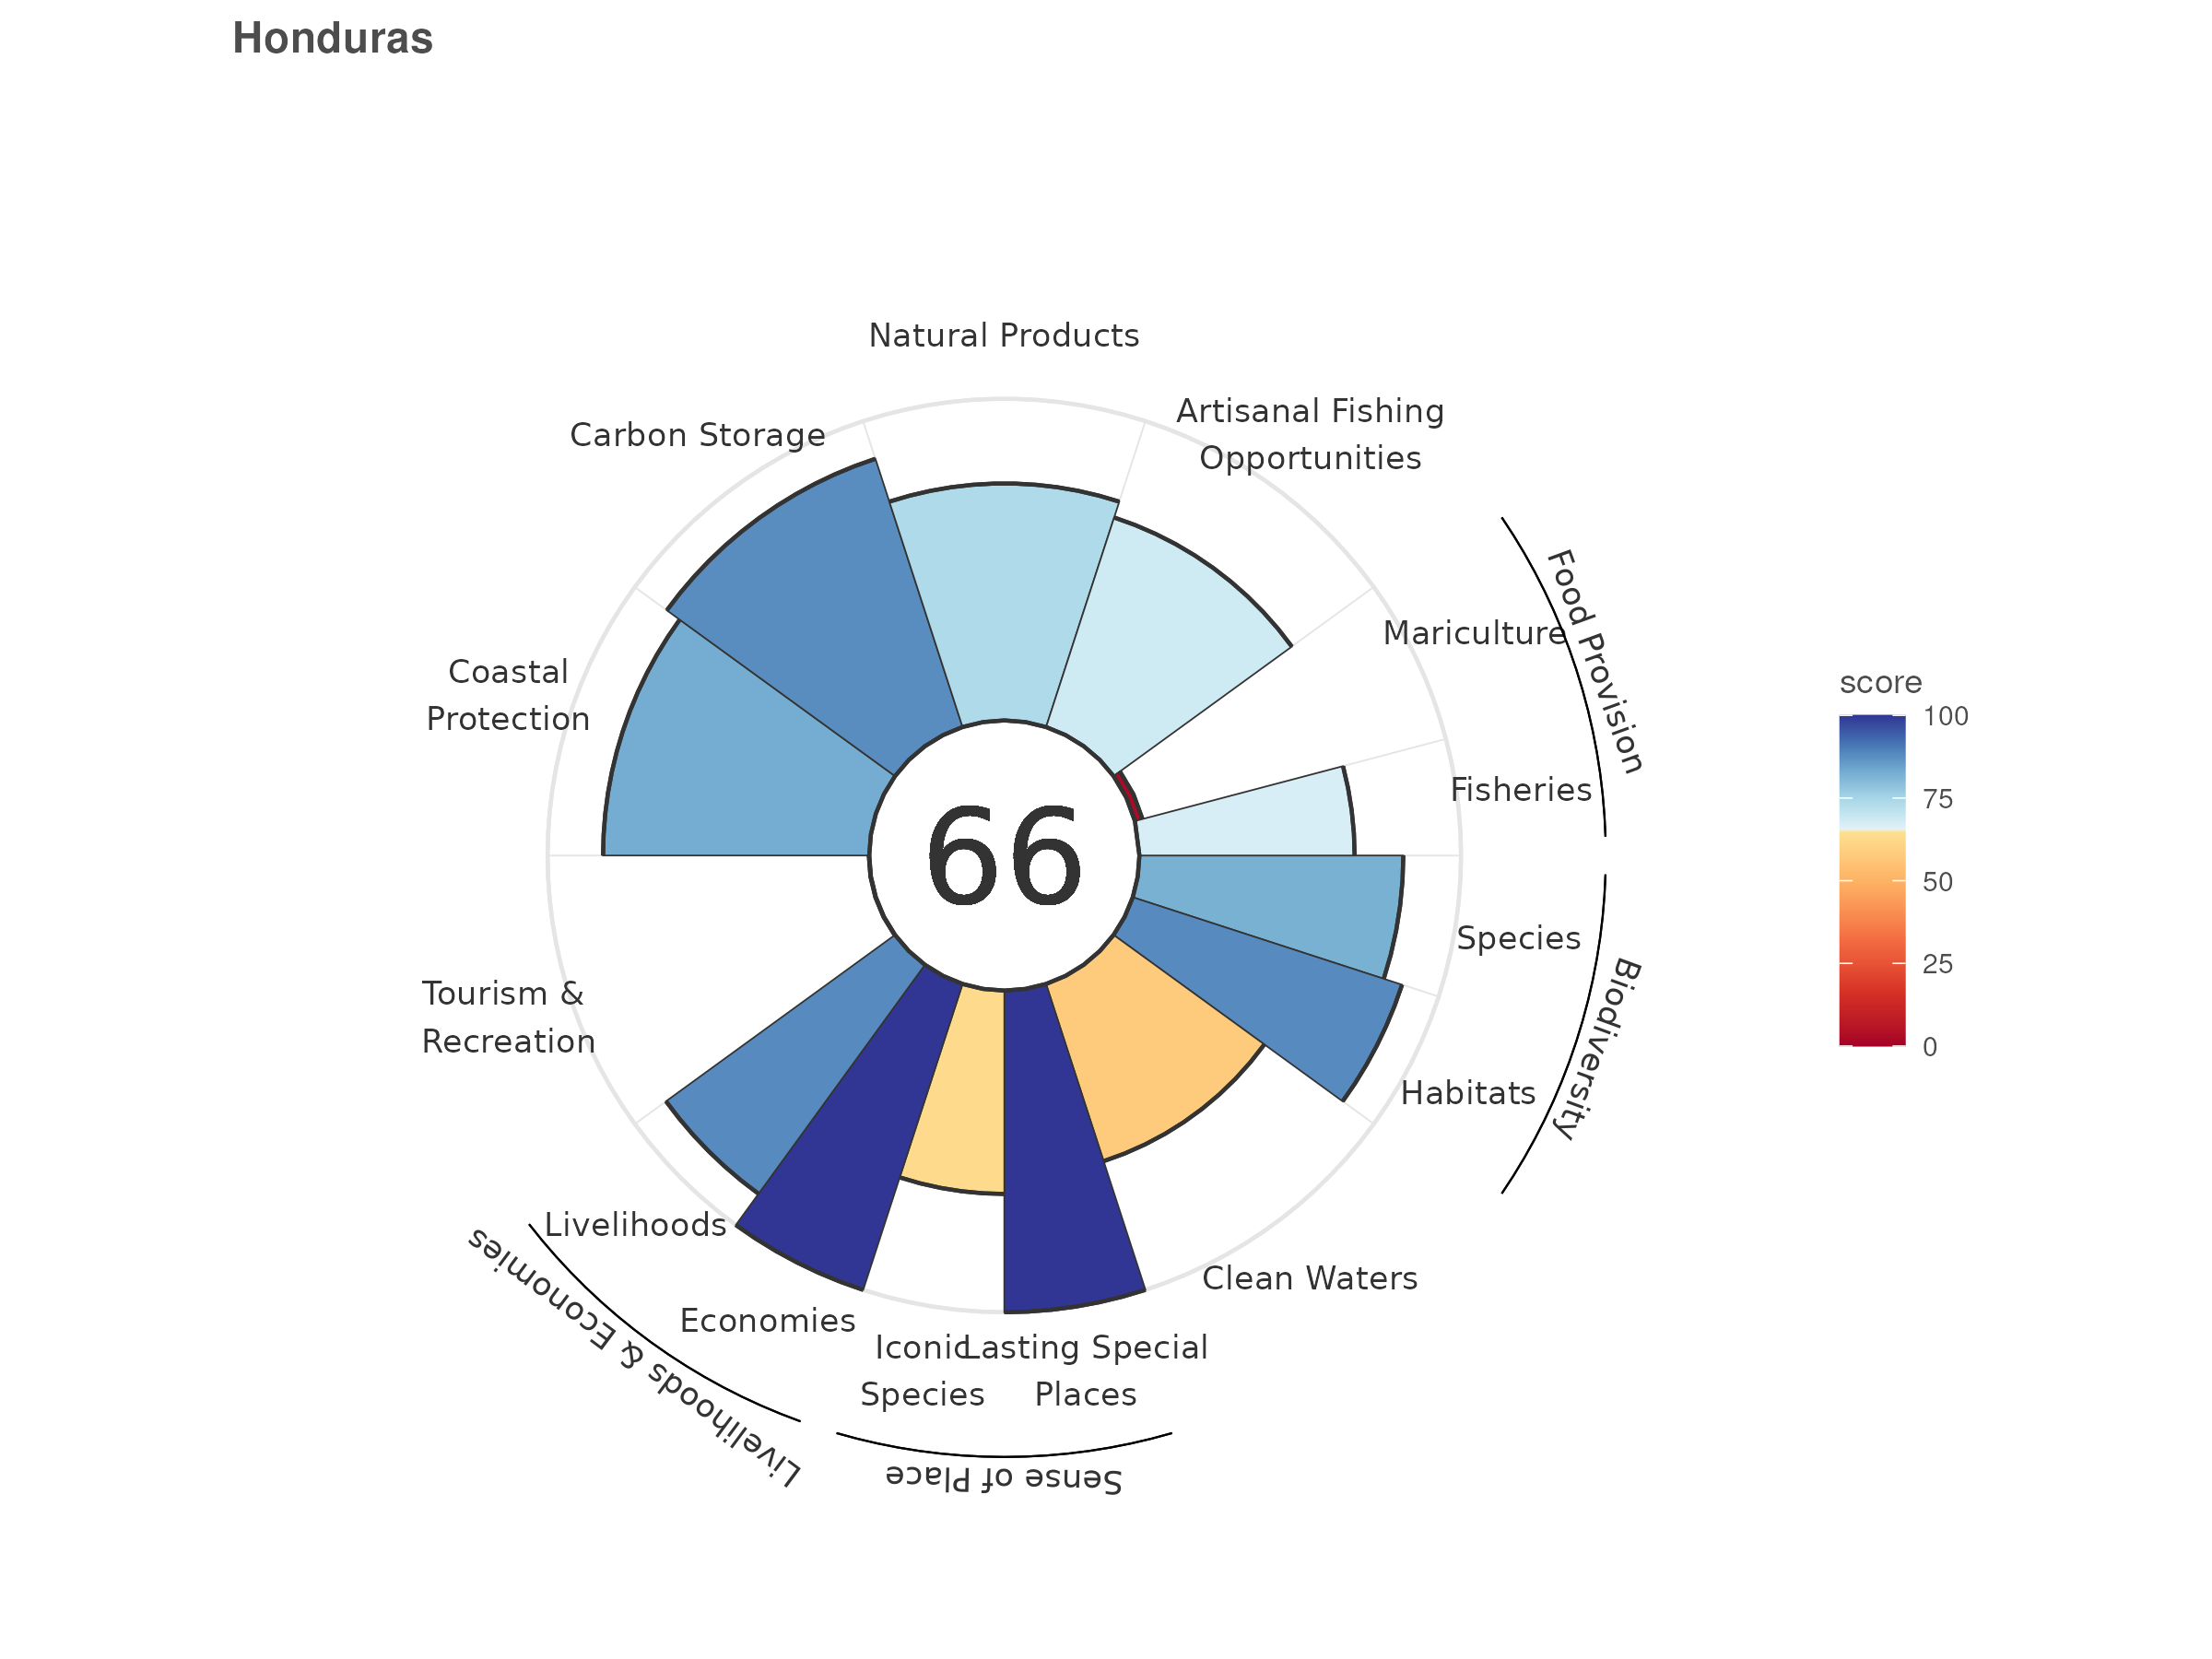 Honduras
Natural Products
Artisanal Fishing
Opportunities
Carbon Storage
Mariculture
Food Provision
Coastal
Protection
Fisheries
66
Species
Biodiversity
Habitats
Tourism &
Recreation
Livelihoods
Livelihoods & Economies
Economies
Iconic
Species
Lasting Special
Places
Sense of Place
Clean Waters
score
100
75
50
25
0